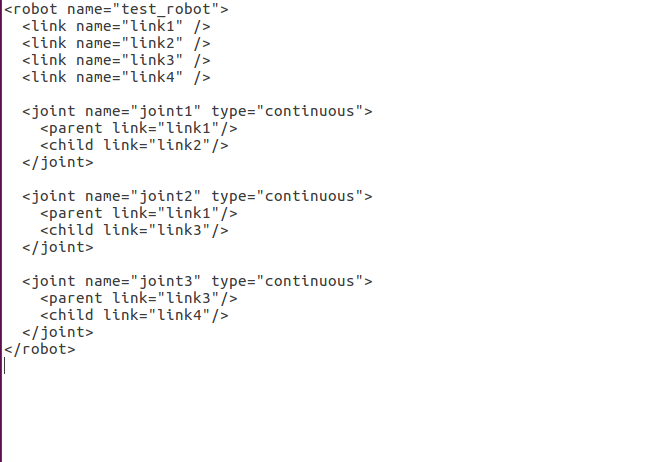 <robot name="test_robot">
  <link name="link1" />
  <link name="link2" />
  <link name="link3" />
  <link name="link4" />

  <joint name="joint1" type="continuous">
    <parent link="link1"/>
    <child link="link2"/>
  </joint>

  <joint name="joint2" type="continuous">
    <parent link="link1"/>
    <child link="link3"/>
  </joint>

  <joint name="joint3" type="continuous">
    <parent link="link3"/>
    <child link="link4"/>
  </joint>
</robot>